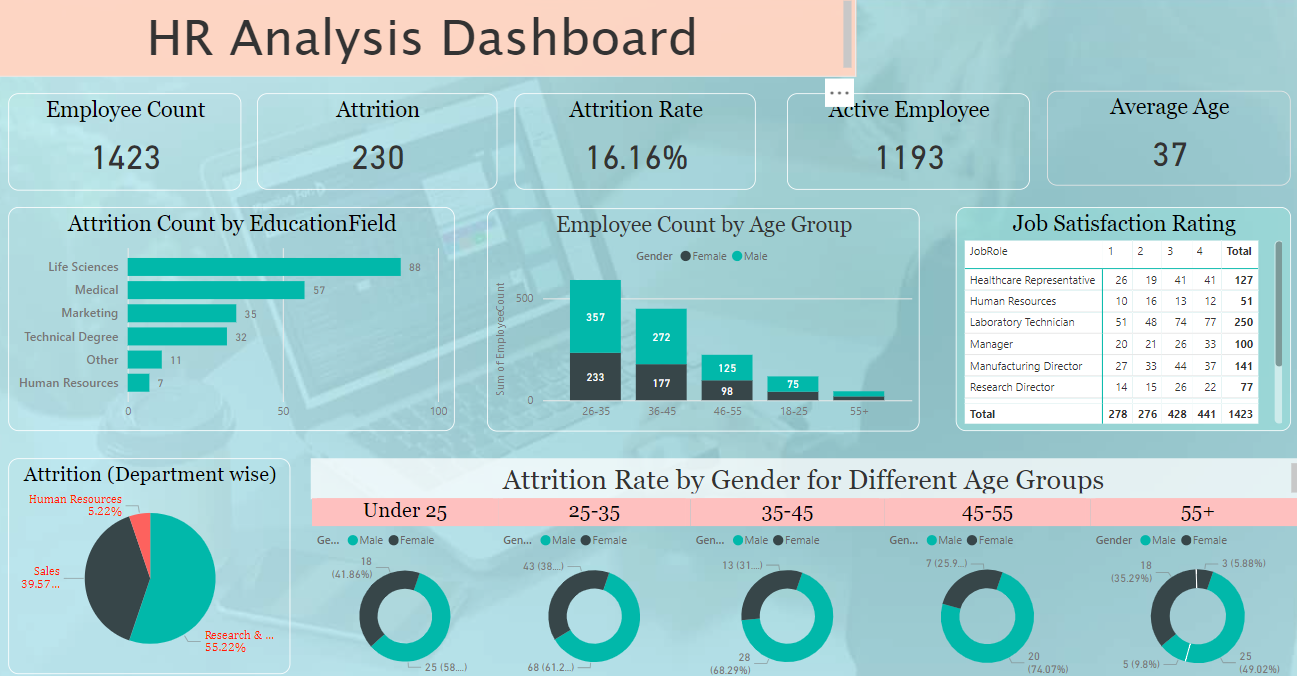 HR Analysis Dashboard
Employee Count
1423
Attrition
230
Attrition Rate
16.16%
Active Employee
1193
Average Age
37
Attrition Count by EducationField
Life Sciences 88
Medical 57
Marketing 35
Technical Degree 32
Other 11
Human Resources 7
0 50 100
Employee Count by Age Group
Gender Female Male
Sum of EmployeeCount
500
0
357
233
272
177
125
98
75
26-35 36-45 46-55 18-25 55+
Job Satisfaction Rating
JobRole 1 2 3 4 Total
Healthcare Representative 26 19 41 41 127
Human Resources 10 16 13 12 51
Laboratory Technician 51 48 74 77 250
Manager 20 21 26 33 100
Manufacturing Director 27 33 44 37 141
Research Director 14 15 26 22 77
Total 278 276 428 441 1423
Attrition (Department wise)
Human Resources
5.22%
Sales
39.57...
Research & ...
55.22%
Attrition Rate by Gender for Different Age Groups
Under 25
Ge... Male Female
18
(41.86%)
25 (58....)
25-35
Gen... Male Female
43 (38....)
68 (61.2...)
35-45
Gen... Male Female
13 (31....)
28
(68.29%)
45-55
Gen... Male Female
7 (25.9...)
20
(74.07%)
55+
Gender Male Female
3 (5.88%)
18
(35.29%)
5 (9.8%)
25
(49.02%)